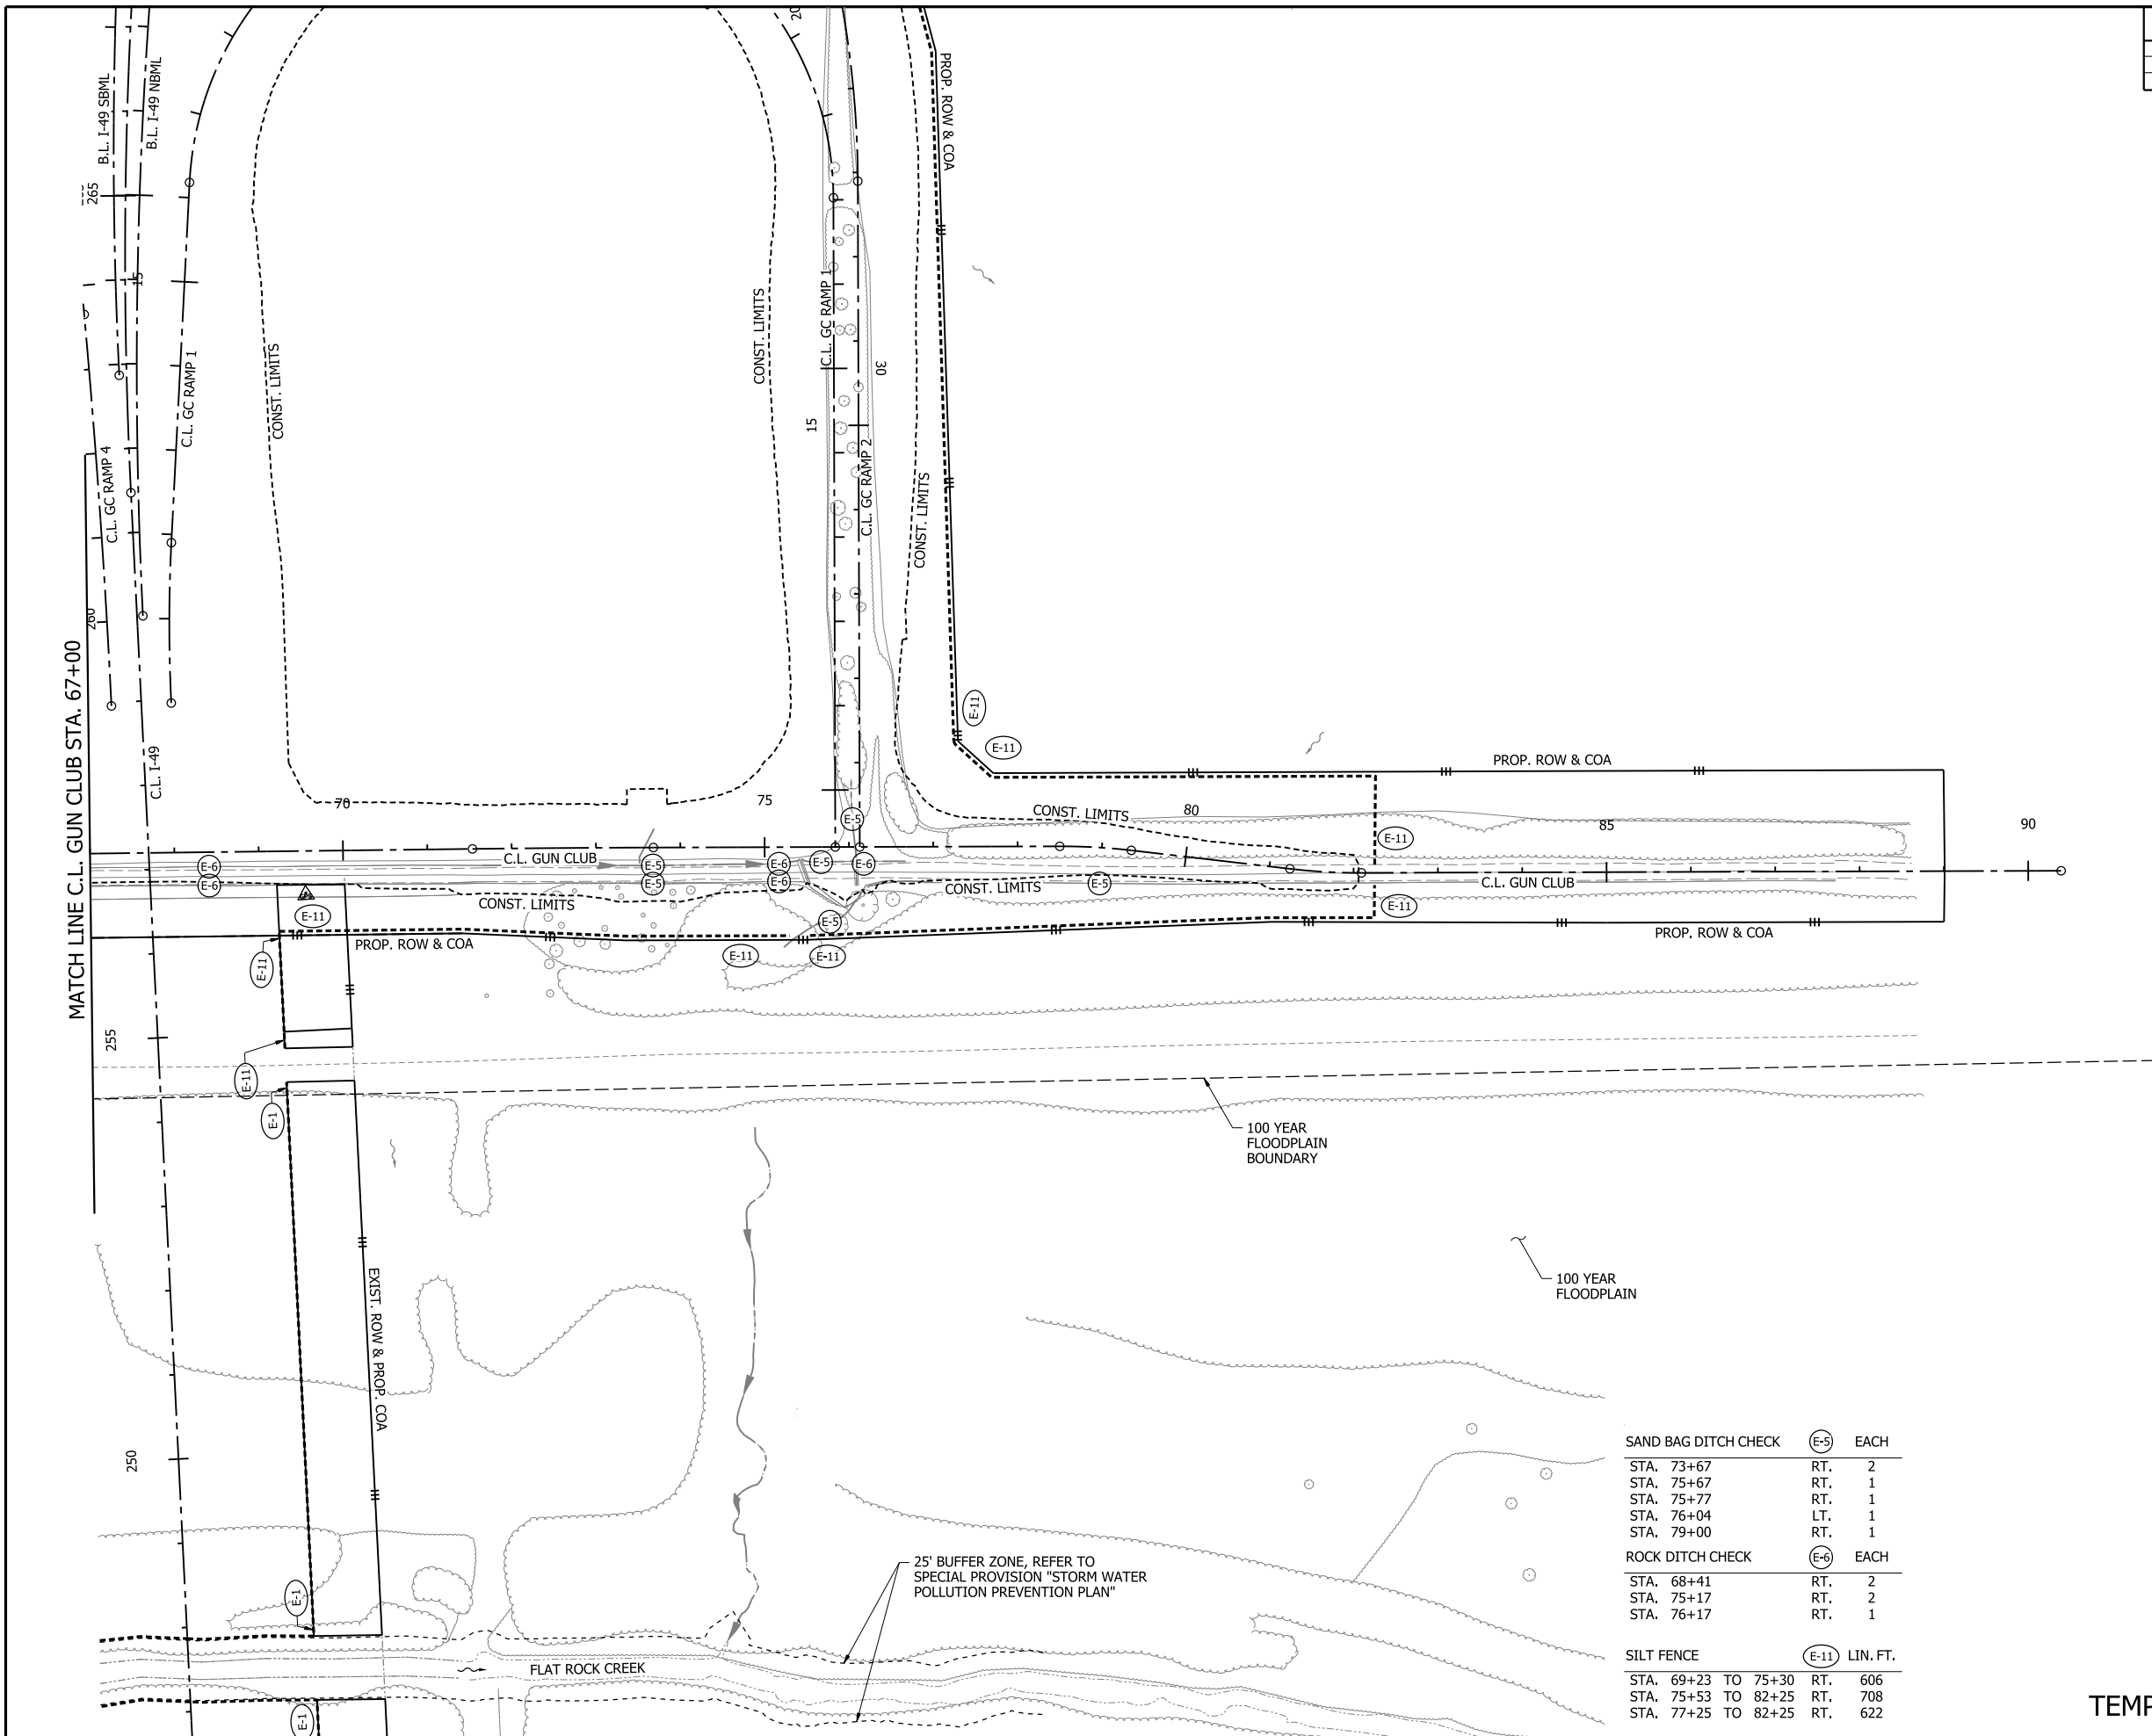 20
B.L. I-49 SBML
B.L. I-49 NBML
PROP. ROW & COA
265
15
CONST. LIMITS
CONST. LIMITS
C.L. GC RAMP 1
C.L. GC RAMP 1
30
15
C.L. GC RAMP 4
C.L. GC RAMP 2
CONST. LIMITS
260
MATCH LINE C.L. GUN CLUB STA. 67+00
C.L. I-49
E-11
E-11
PROP. ROW & COA
70
75
80
85
90
CONST. LIMITS
E-5
E-11
C.L. GUN CLUB
E-6
E-6
E-5
E-5
E-6
E-6
E-5
E-6
E-5
CONST. LIMITS
C.L. GUN CLUB
CONST. LIMITS
E-11
E-11
E-5
PROP. ROW & COA
PROP. ROW & COA
E-11
E-11
E-11
255
E-11
E-1
100 YEAR
FLOODPLAIN
BOUNDARY
EXIST. ROW & PROP. COA
100 YEAR
FLOODPLAIN
250
SAND BAG DITCH CHECK E-5 EACH
STA. 73+67 RT. 2
STA. 75+67 RT. 1
STA. 75+77 RT. 1
STA. 76+04 LT. 1
STA. 79+00 RT. 1
ROCK DITCH CHECK E-6 EACH
STA. 68+41 RT. 2
STA. 75+17 RT. 2
STA. 76+17 RT. 1
SILT FENCE E-11 LIN. FT.
STA. 69+23 TO 75+30 RT. 606
STA. 75+53 TO 82+25 RT. 708
STA. 77+25 TO 82+25 RT. 622
25' BUFFER ZONE, REFER TO
SPECIAL PROVISION "STORM WATER
POLLUTION PREVENTION PLAN"
E-1
FLAT ROCK CREEK
E-1
TEMP